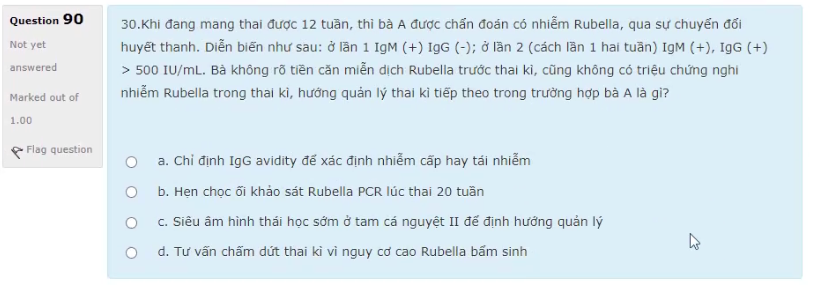 Question 90
Not yet
answered
Marked out of
1.00
Flag question
30.Khi đang mang thai được 12 tuần, thì bà A được chẩn đoán có nhiễm Rubella, qua sự chuyển đổi
huyết thanh. Diễn biến như sau: ở lần 1 IgM (+) IgG (-); ở lần 2 (cách lần 1 hai tuần) IgM (+), IgG (+)
> 500 IU/mL. Bà không rõ tiền căn miễn dịch Rubella trước thai kì, cũng không có triệu chứng nghi
nhiễm Rubella trong thai kì, hướng quản lý thai kì tiếp theo trong trường hợp bà A là gì?
a. Chỉ định IgG avidity để xác định nhiễm cấp hay tái nhiễm
b. Hẹn chọc ối khảo sát Rubella PCR lúc thai 20 tuần
c. Siêu âm hình thái học sớm ở tam cá nguyệt II để định hướng quản lý
d. Tư vấn chấm dứt thai kì vì nguy cơ cao Rubella bẩm sinh